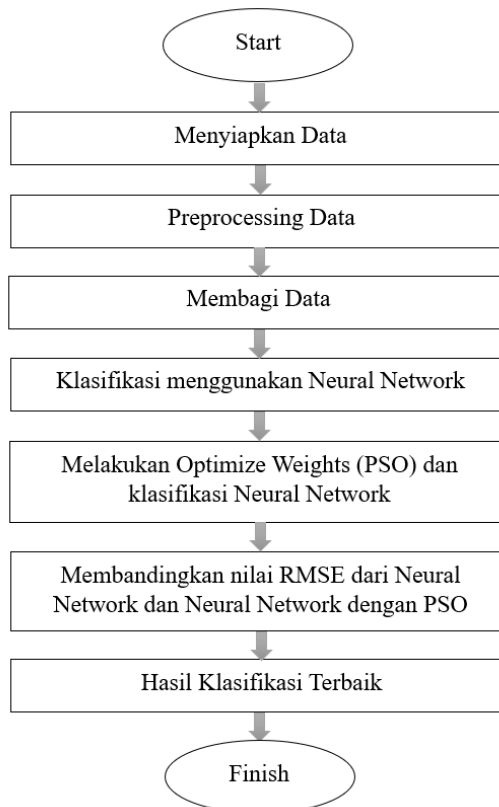 Start
Menyiapkan Data
Preprocessing Data
Membagi Data
Klasifikasi menggunakan Neural Network
Melakukan Optimize Weights (PSO) dan
klasifikasi Neural Network
Membandingkan nilai RMSE dari Neural
Network dan Neural Network dengan PSO
Hasil Klasifikasi Terbaik
Finish